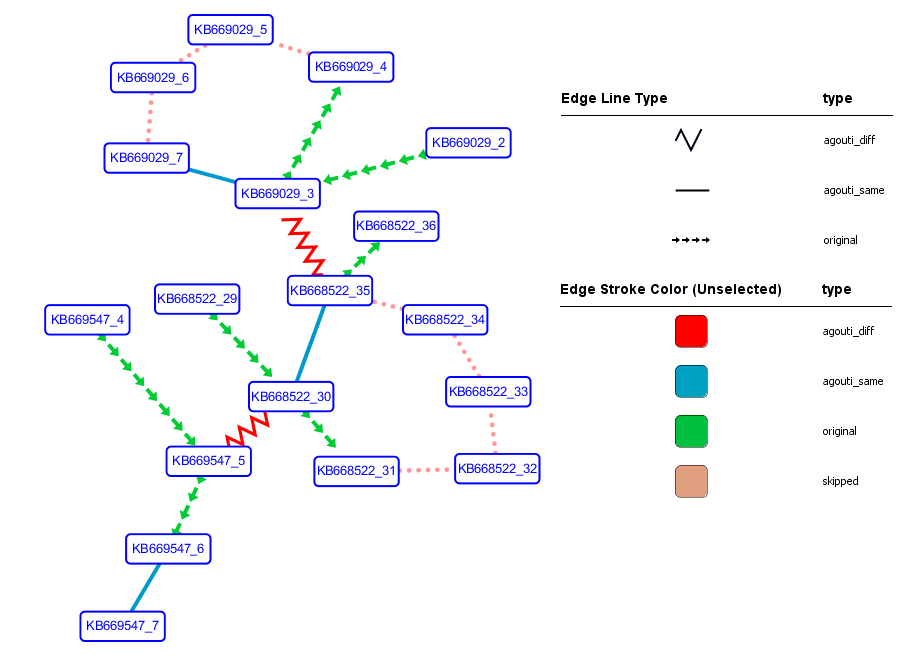 KB669029_5
KB669029_4
KB669029_6
KB669029_2
KB669029_7
KB669029_3
KB668522_36
KB668522_35
KB668522_29
KB669547_4
KB668522_34
KB668522_33
KB668522_30
KB669547_5
KB668522_31
KB668522_32
KB669547_6
KB669547_7
Edge Line Type type
agouti_diff
agouti_same
original
Edge Stroke Color (Unselected) type
agouti_diff
agouti_same
original
skipped